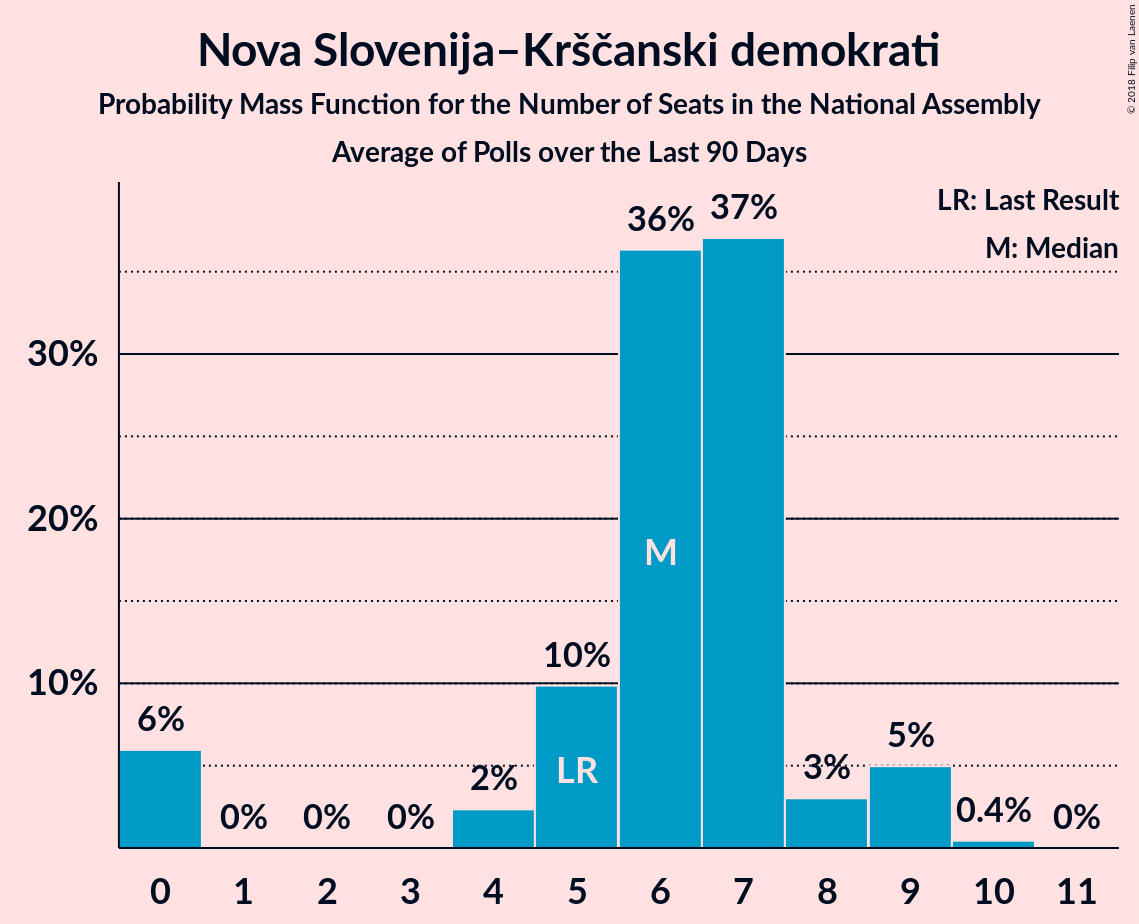 Nova Slovenija–Krščanski demokrati
Probability Mass Function for the Number of Seats in the National Assembly
Average of Polls over the Last 90 Days
© 2018 Filip van Laenen
LR: Last Result
M: Median
36%
37%
30%
20%
M
10%
10%
6%
5%
LR
3%
2%
0%
0%
0%
0.4%
0%
0 1 2 3 4 5 6 7 8 9 10 11